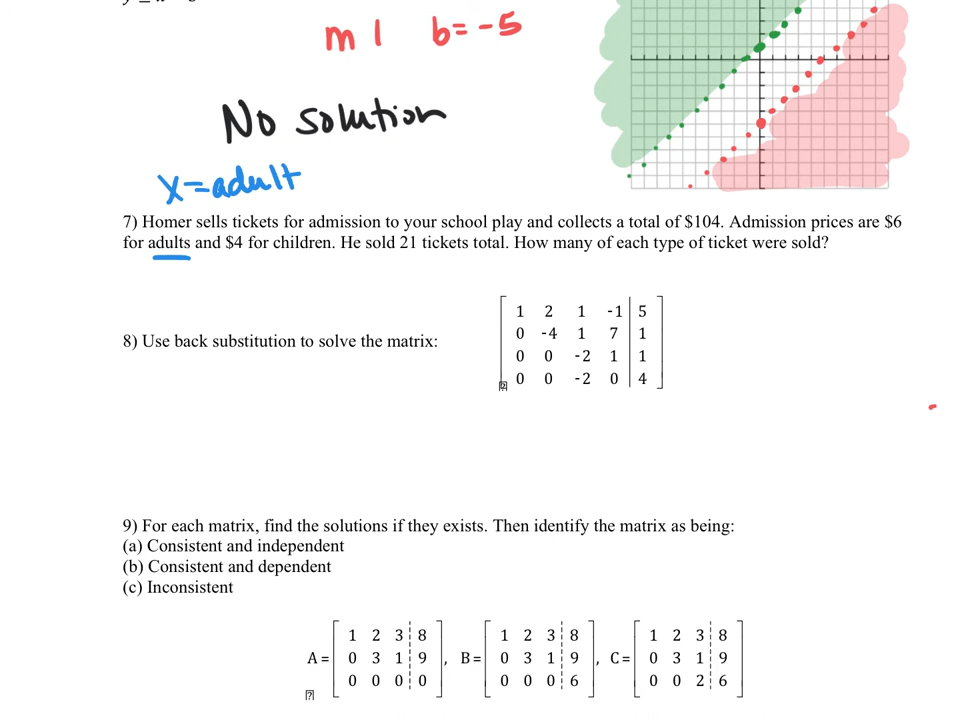 m 1 b=-5
No solution
x=adult
7) Homer sells tickets for admission to your school play and collects a total of $104. Admission prices are $6
for adults and $4 for children. He sold 21 tickets total. How many of each type of ticket were sold?
1 2 1 -1 5
0 -4 1 7 1
8) Use back substitution to solve the matrix:
0 0 -2 1 1
0 0 -2 0 4
9) For each matrix, find the solutions if they exists. Then identify the matrix as being:
(a) Consistent and independent
(b) Consistent and dependent
(c) Inconsistent
1 2 3 8 1 2 3 8 1 2 3 8
A = 0 3 1 9 , B = 0 3 1 9 , C = 0 3 1 9
0 0 0 0 0 0 0 6 0 0 2 6